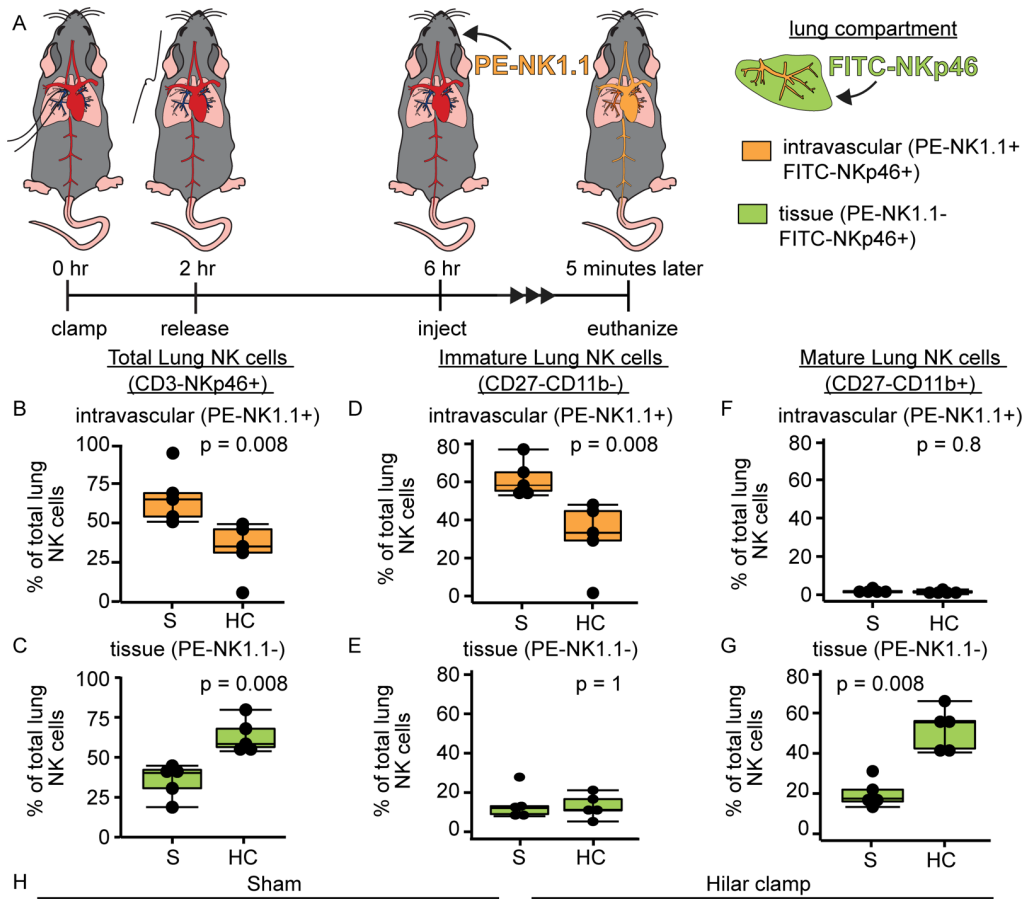 A
PE-NK1.1
lung compartment
FITC-NKp46
intravascular (PE-NK1.1+
FITC-NKp46+)
tissue (PE-NK1.1-
FITC-NKp46+)
0 hr
2 hr
6 hr
5 minutes later
clamp
release
inject
euthanize
Total Lung NK cells
(CD3-NKp46+)
Immature Lung NK cells
(CD27-CD11b-)
Mature Lung NK cells
(CD27-CD11b+)
B
intravascular (PE-NK1.1+)
p = 0.008
% of total lung
NK cells
100
75
50
25
0
S
HC
D
intravascular (PE-NK1.1+)
p = 0.008
% of total lung
NK cells
80
60
40
20
0
S
HC
F
intravascular (PE-NK1.1+)
p = 0.8
% of total lung
NK cells
80
60
40
20
0
S
HC
C
tissue (PE-NK1.1-)
p = 0.008
% of total lung
NK cells
100
75
50
25
0
S
HC
E
tissue (PE-NK1.1-)
p = 1
% of total lung
NK cells
80
60
40
20
0
S
HC
G
tissue (PE-NK1.1-)
p = 0.008
% of total lung
NK cells
80
60
40
20
0
S
HC
H
Sham
Hilar clamp